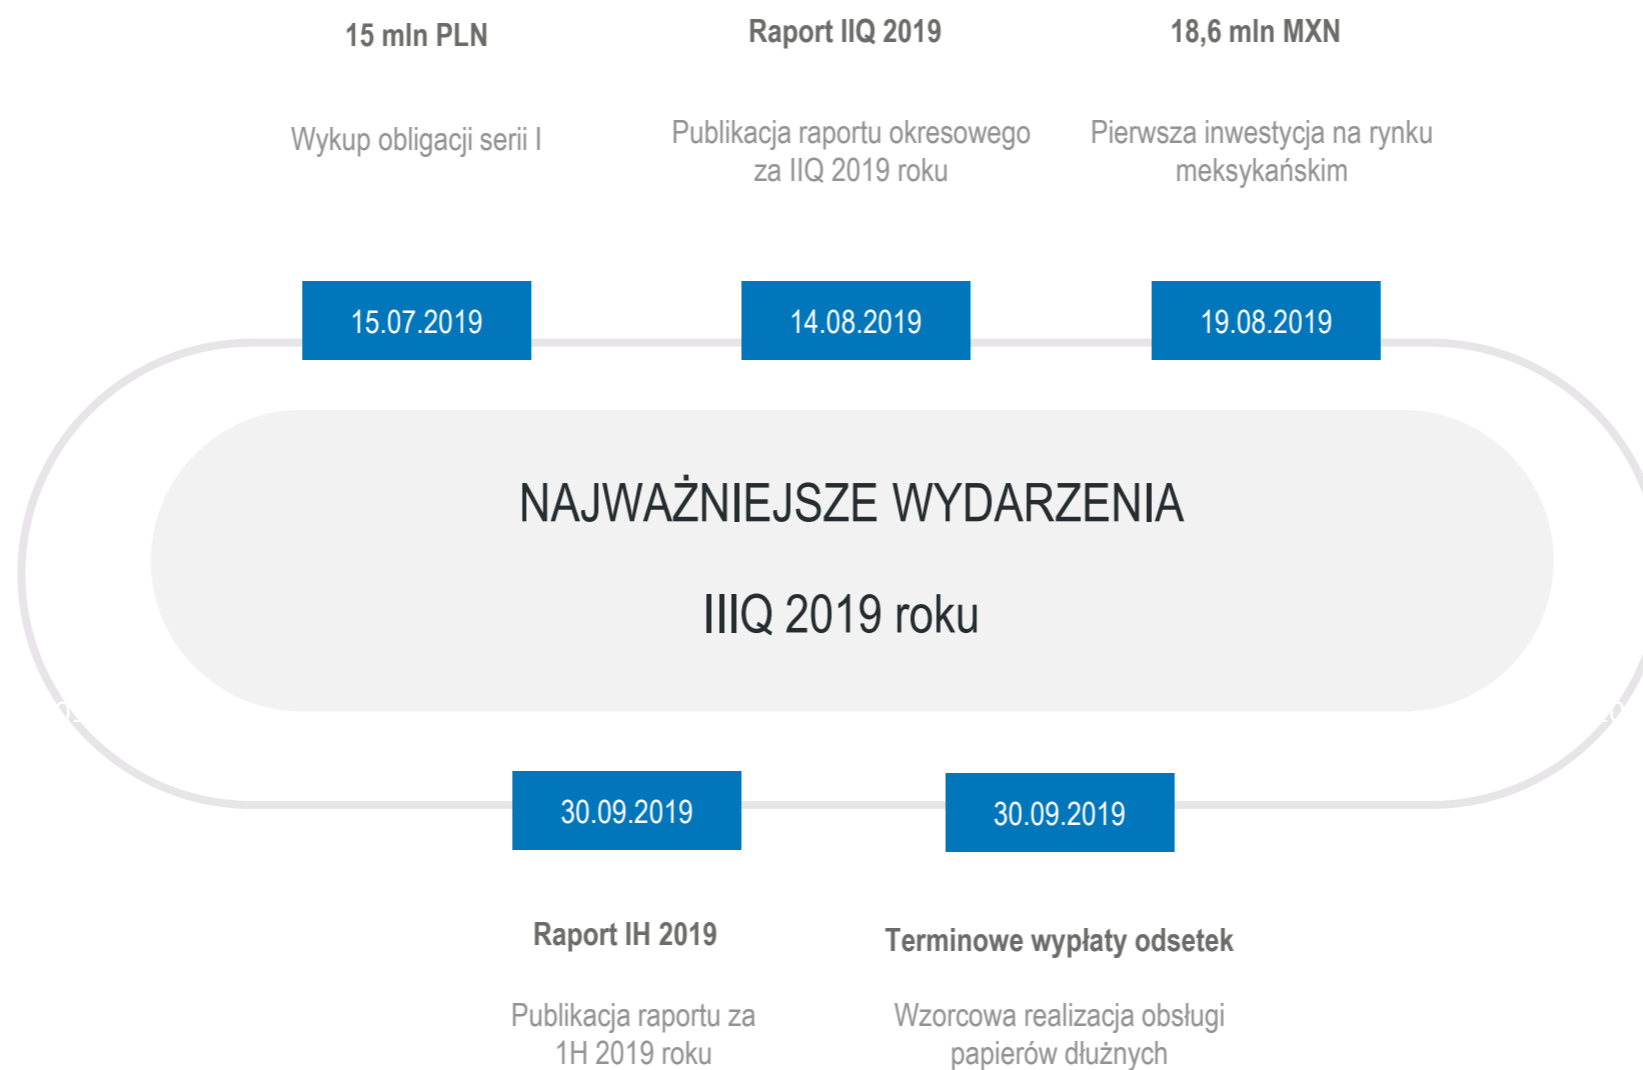 15 mln PLN
Raport IIQ 2019
18,6 mln MXN
Wykup obligacji serii I
Publikacja raportu okresowego
za IIQ 2019 roku
Pierwsza inwestycja na rynku
meksykańskim
15.07.2019
14.08.2019
19.08.2019
NAJWAŻNIEJSZE WYDARZENIA
IIIQ 2019 roku
30.09.2019
30.09.2019
Raport IH 2019
Terminowe wypłaty odsetek
Publikacja raportu za
1H 2019 roku
Wzorcowa realizacja obsługi
papierów dłużnych